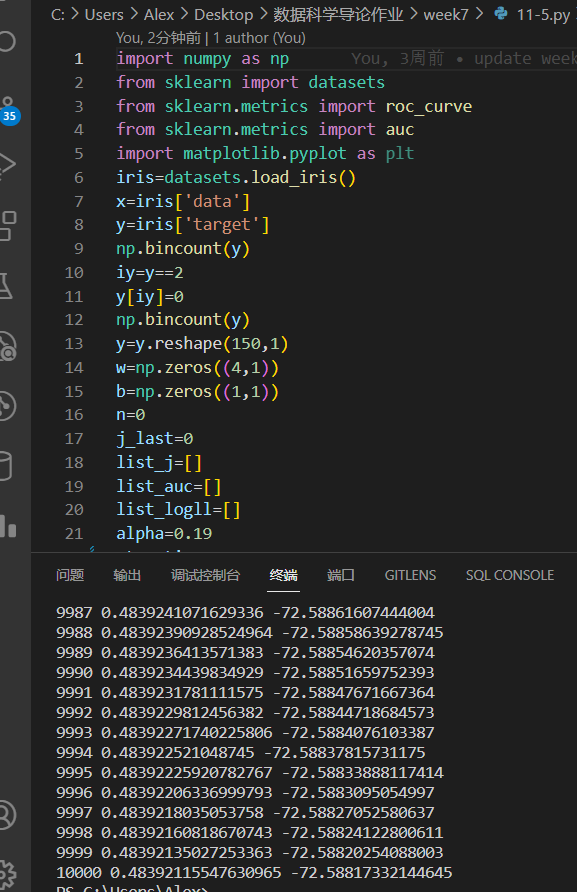 C: > Users > Alex > Desktop > 数据科学导论作业 > week7 > 11-5.py
You, 2分钟前 | 1 author (You)
1 import numpy as np You, 3周前 • update week
2 from sklearn import datasets
3 from sklearn.metrics import roc_curve
4 from sklearn.metrics import auc
5 import matplotlib.pyplot as plt
6 iris=datasets.load_iris()
7 x=iris['data']
8 y=iris['target']
9 np.bincount(y)
10 iy=y==2
11 y[iy]=0
12 np.bincount(y)
13 y=y.reshape(150,1)
14 w=np.zeros((4,1))
15 b=np.zeros((1,1))
16 n=0
17 j_last=0
18 list_j=[]
19 list_auc=[]
20 list_logll=[]
21 alpha=0.19
35
问题 输出 调试控制台 终端 端口 GITLENS SQL CONSOLE
9987 0.4839241071629336 -72.58861607444004
9988 0.48392390928524964 -72.58858639278745
9989 0.4839236413571383 -72.58854620357074
9990 0.4839234439834929 -72.58851659752393
9991 0.4839231781111575 -72.58847671667364
9992 0.4839229812456382 -72.58844718684573
9993 0.48392271740225806 -72.5884076103387
9994 0.483922521048745 -72.58837815731175
9995 0.48392225920782767 -72.58833888117414
9996 0.48392206336999793 -72.5883095054997
9997 0.4839218035053758 -72.58827052580637
9998 0.48392160818670743 -72.58824122800611
9999 0.48392135027253363 -72.58820254088003
10000 0.48392115547630965 -72.58817332144645
PS C:\Users\Alex>